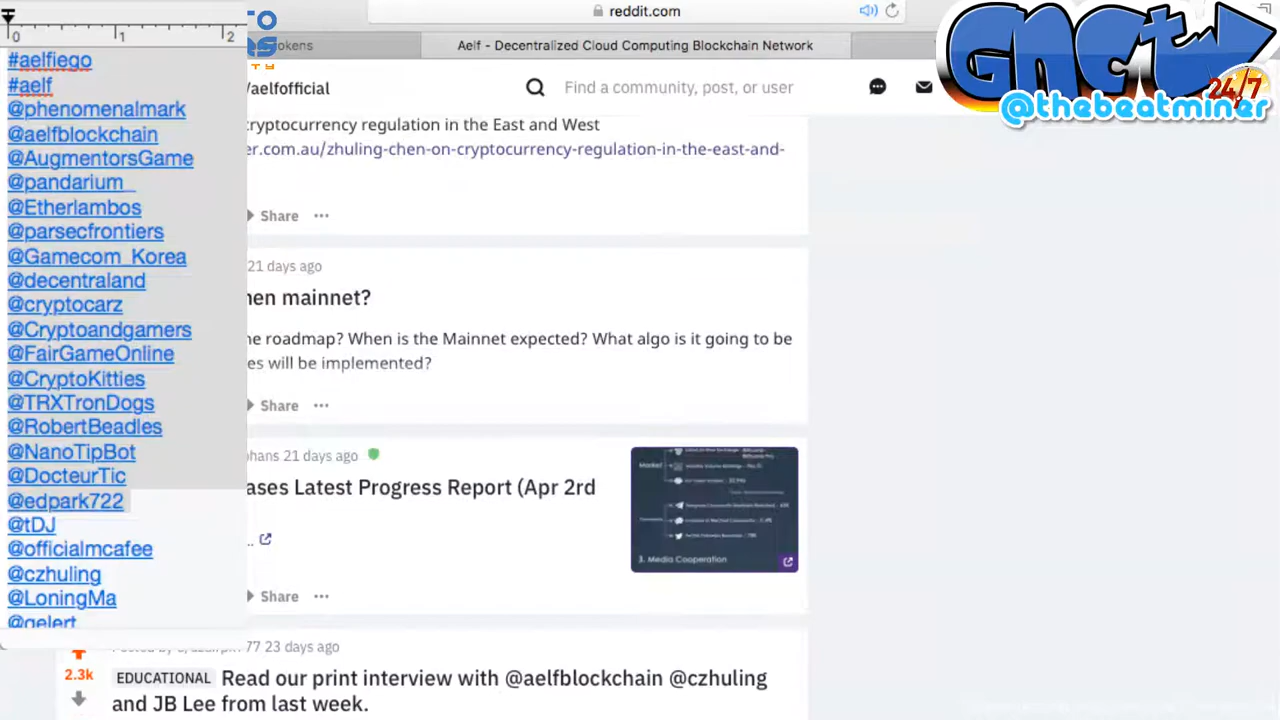 0 1 2
#aelfiego
#aelf
@phenomenalmark
@aelfblockchain
@AugmentorsGame
@pandarium_
@Etherlambos
@parsecfrontiers
@Gamecom_Korea
@decentraland
@cryptocarz
@Cryptoandgamers
@FairGameOnline
@CryptoKitties
@TRXTronDogs
@RobertBeadles
@NanoTipBot
@DocteurTic
@edpark722
@tDJ
@officialmcafee
@czhuling
@LoningMa
@gelert
reddit.com
okens
Aelf - Decentralized Cloud Computing Blockchain Network
/aelfofficial
Find a community, post, or user
GNCTV
24/7
@thebeatminer
ryptocurrency regulation in the East and West
er.com.au/zhuling-chen-on-cryptocurrency-regulation-in-the-east-and-
Share ...
21 days ago
en mainnet?
e roadmap? When is the Mainnet expected? What algo is it going to be
es will be implemented?
Share ...
hans 21 days ago
ases Latest Progress Report (Apr 2rd
..
3. Media Cooperation
Share ...
77 23 days ago
2.3k
EDUCATIONAL Read our print interview with @aelfblockchain @czhuling
and JB Lee from last week.